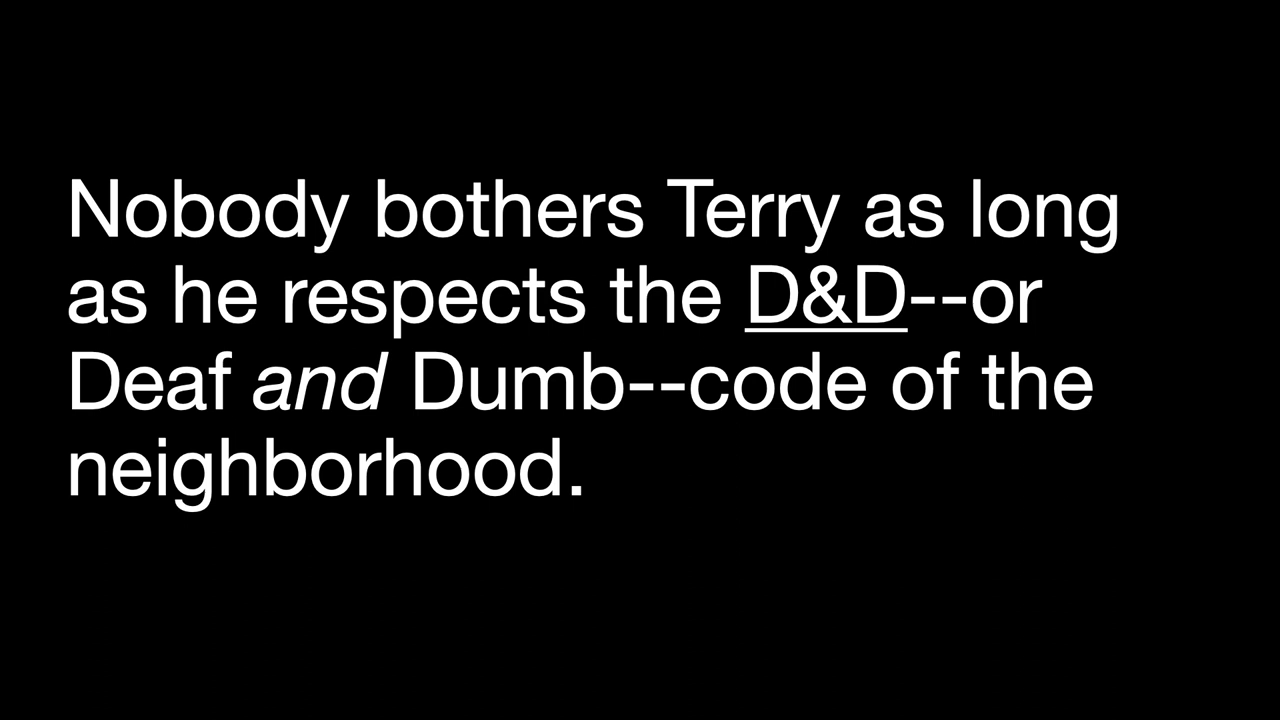 Nobody bothers Terry as long
as he respects the D&D--or
Deaf and Dumb--code of the
neighborhood.